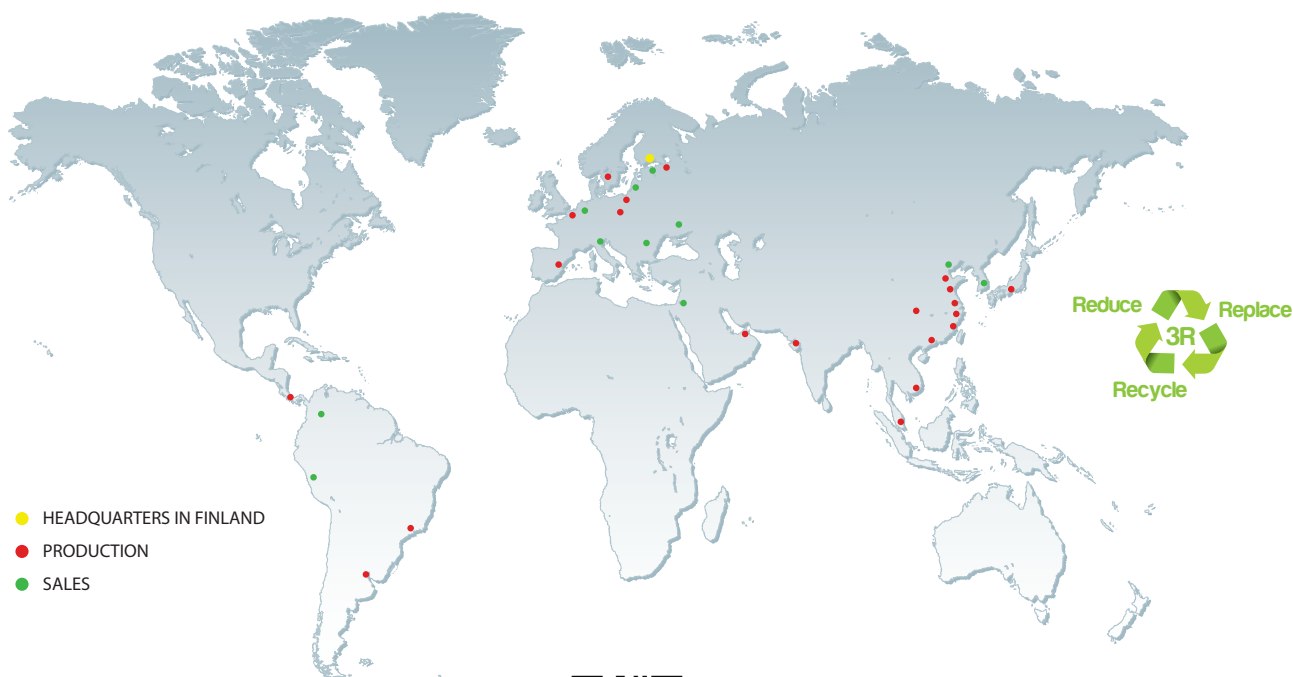 Reduce
Replace
3R
Recycle
HEADQUARTERS IN FINLAND
PRODUCTION
SALES